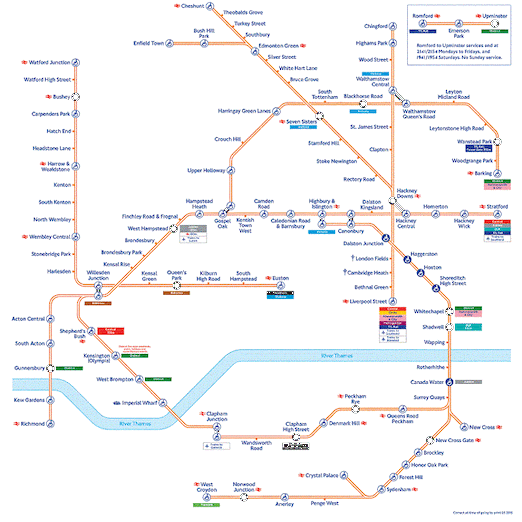 Cheshunt
Theobalds Grove
Turkey Street
Southbury
Bush Hill
Park
Enfield Town
Edmonton Green
Silver Street
White Hart Lane
Bruce Grove
Chingford
Highams Park
Wood Street
Walthamstow
Central
Romford
Emerson
Park
Upminster
Romford to Upminster services end at
Mondays to Fridays, and
Saturdays. No Sunday service.
Watford Junction
Watford High Street
Bushey
Carpenders Park
Hatch End
Headstone Lane
Harrow &
Wealdstone
Kenton
South Kenton
North Wembley
Wembley Central
Stonebridge Park
Harlesden
Willesden
Junction
South
Tottenham
Blackhorse Road
Harringay Green Lanes
Seven Sisters
Walthamstow
Queen's Road
Leyton
Midland Road
Leytonstone High Road
Wanstead Park
Woodgrange Park
Barking
Crouch Hill
Stamford Hill
Stoke Newington
Rectory Road
St. James Street
Clapton
Upper Holloway
Hackney
Downs
Hampstead
Heath
Gospel
Oak
Finchley Road & Frognal
West Hampstead
Brondesbury
Brondesbury Park
Kensal Rise
Kentish
Town
West
Camden
Road
Caledonian Road
& Barnsbury
Highbury &
Islington
Canonbury
Dalston
Kingsland
Hackney
Central
Homerton
Hackney
Wick
Stratford
Dalston Junction
Haggerston
Hoxton
Shoreditch
High Street
London Fields
Cambridge Heath
Bethnal Green
Liverpool Street
Kensal
Green
Queen's
Park
Kilburn
High Road
South
Hampstead
Euston
Acton Central
South Acton
Gunnersbury
Kew Gardens
Richmond
Shepherd's
Bush
Kensington
(Olympia)
West Brompton
Imperial Wharf
River Thames
River Thames
Whitechapel
Shadwell
Wapping
Rotherhithe
Canada Water
Surrey Quays
Clapham
Junction
Wandsworth
Road
Clapham
High Street
Denmark Hill
Peckham
Rye
Queens Road
Peckham
New Cross
New Cross Gate
Brockley
Honor Oak Park
Forest Hill
Sydenham
Crystal Palace
Penge West
Anerley
Norwood
Junction
West
Croydon